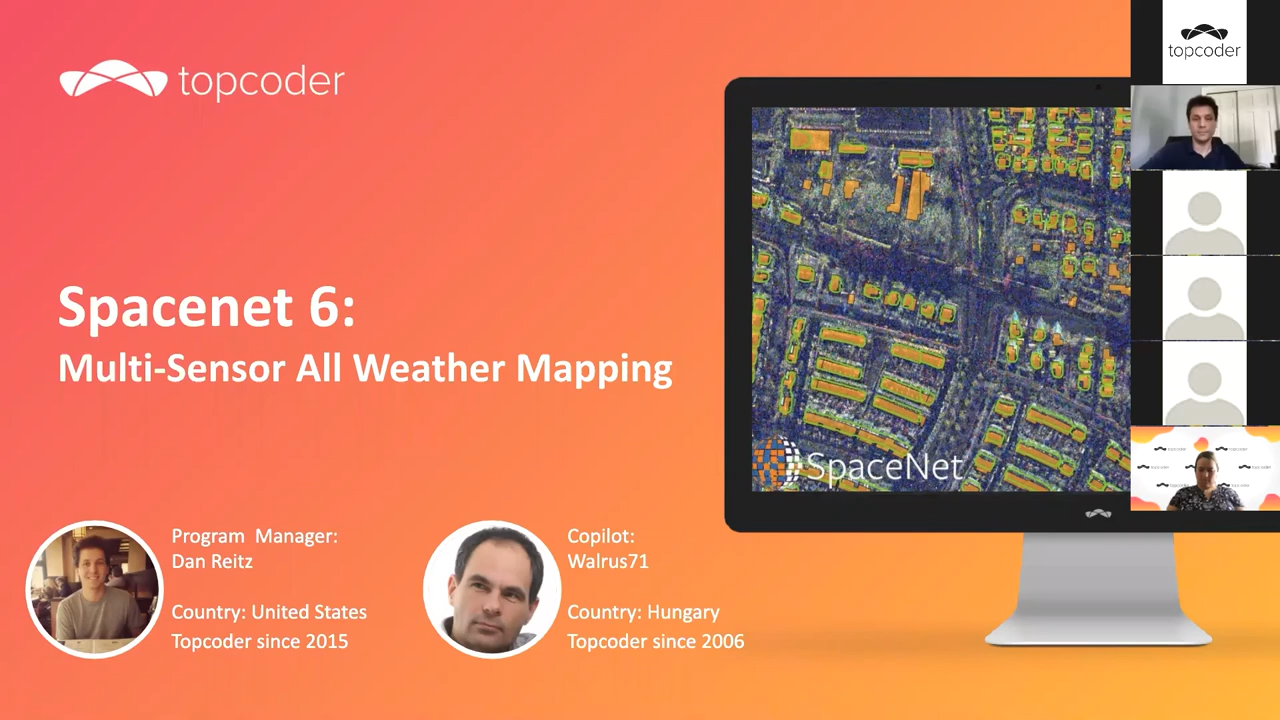 topcoder
topcoder
Spacenet 6:
Multi-Sensor All Weather Mapping
SpaceNet
Program Manager:
Dan Reitz
Country: United States
Topcoder since 2015
Copilot:
Walrus71
Country: Hungary
Topcoder since 2006